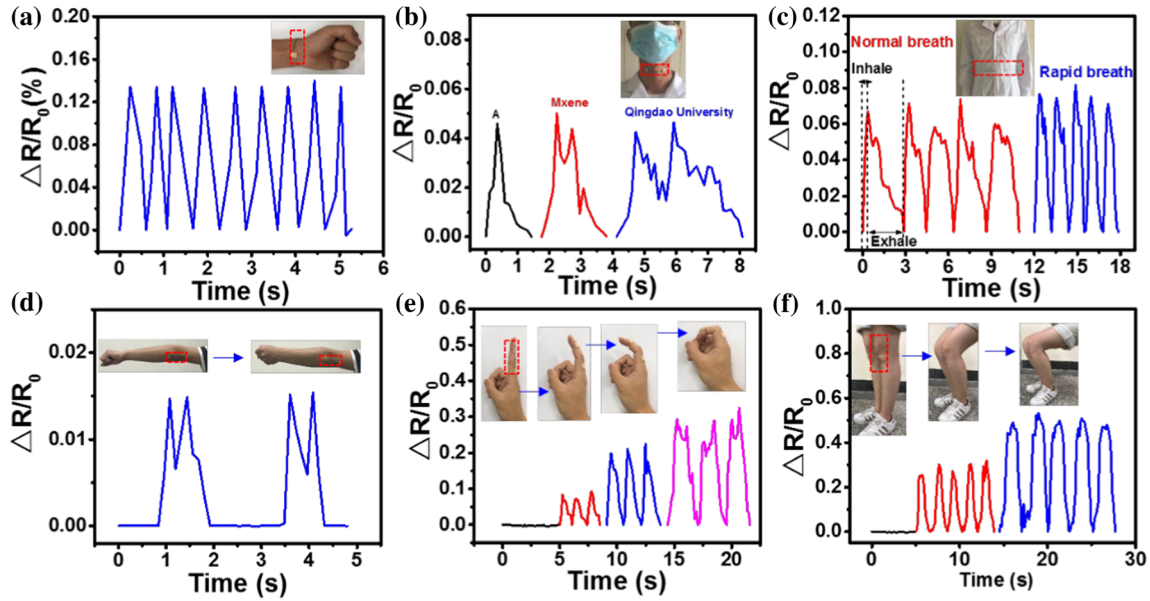 (a)
△R/R0(%)
0.20
0.16
0.12
0.08
0.04
0.00
0 1 2 3 4 5 6
Time (s)
(b)
△R/R0
0.08
0.06
0.04
0.02
0.00
A
Mxene
Qingdao University
0 1 2 3 4 5 6 7 8
Time (s)
(c)
△R/R0
0.12
0.10
0.08
0.06
0.04
0.02
0.00
Normal breath
Inhale
Rapid breath
Exhale
0 3 6 9 12 15 18
Time (s)
(d)
△R/R0
0.02
0.01
0.00
0 1 2 3 4 5
Time (s)
(e)
△R/R0
0.6
0.5
0.4
0.3
0.2
0.1
0.0
0 5 10 15 20
Time (s)
(f)
△R/R0
1.0
0.8
0.6
0.4
0.2
0.0
0 10 20 30
Time (s)